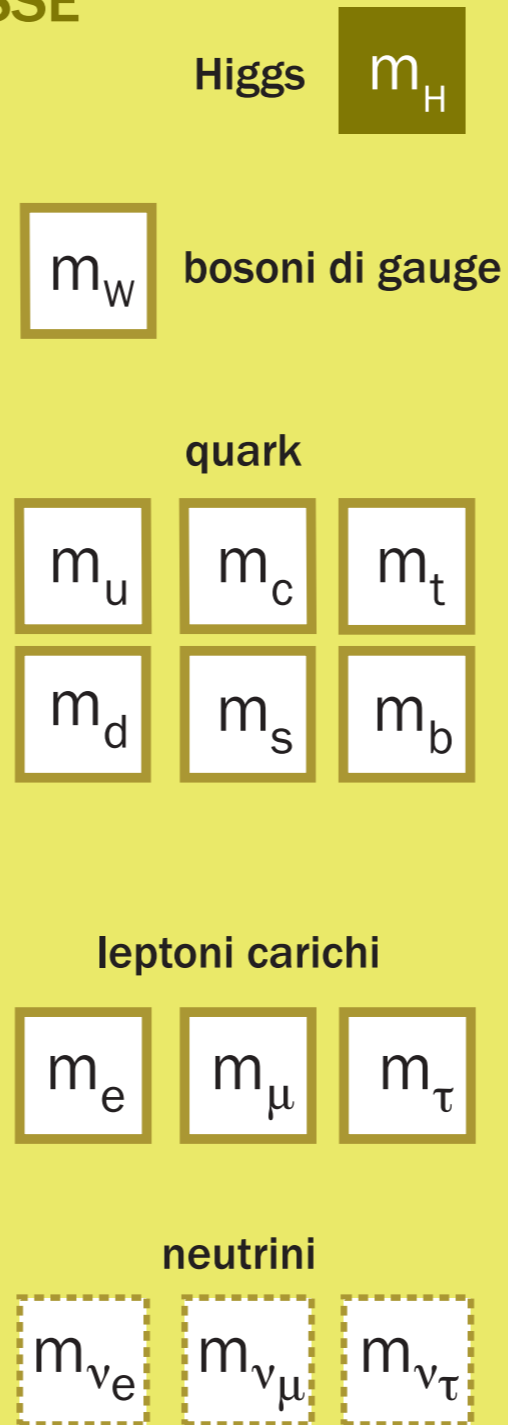 Higgs m_H
m_W bosoni di gauge
quark
m_u m_c m_t
m_d m_s m_b
leptoni carichi
m_e m_μ m_τ
neutrini
m_νe m_νμ m_ντ